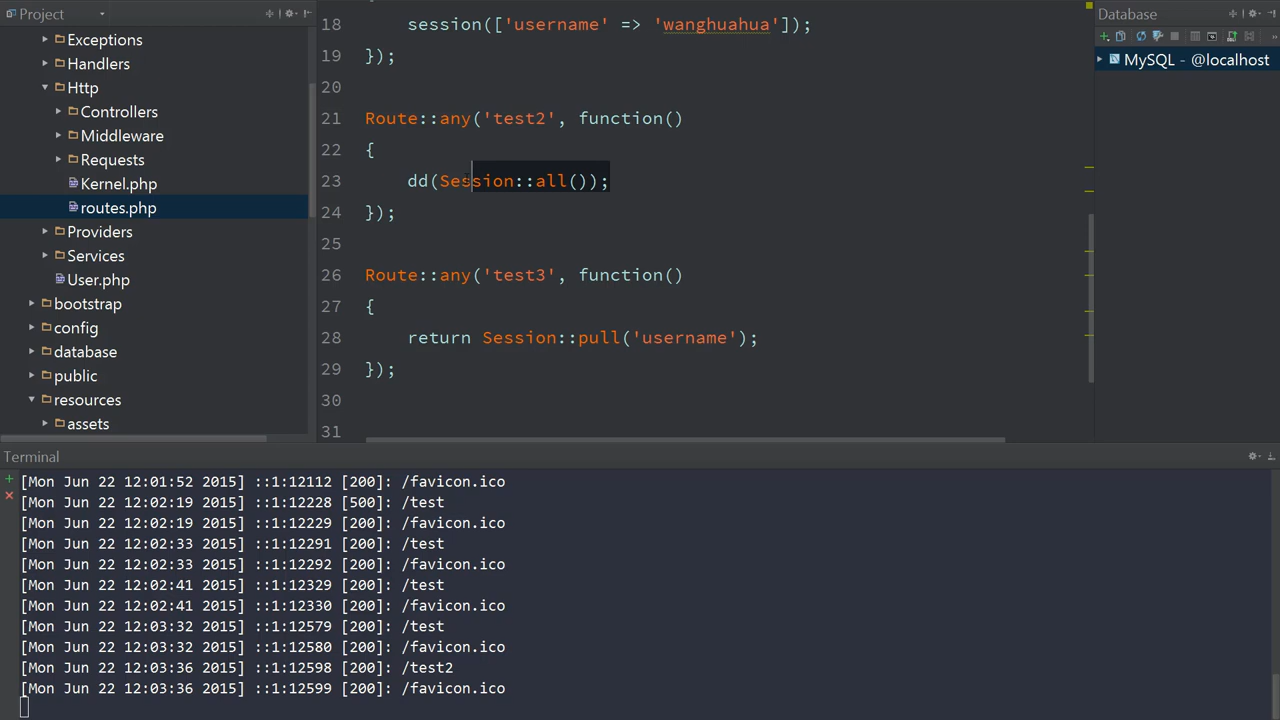 Project
Exceptions
Handlers
Http
Controllers
Middleware
Requests
Kernel.php
routes.php
Providers
Services
User.php
bootstrap
config
database
public
resources
assets
18 session(['username' => 'wanghuahua']);
19 });
20
21 Route::any('test2', function()
22 {
23 dd(Session::all());
24 });
25
26 Route::any('test3', function()
27 {
28 return Session::pull('username');
29 });
30
31
Database
MySQL - @localhost
Terminal
[Mon Jun 22 12:01:52 2015] ::1:12112 [200]: /favicon.ico
[Mon Jun 22 12:02:19 2015] ::1:12228 [500]: /test
[Mon Jun 22 12:02:19 2015] ::1:12229 [200]: /favicon.ico
[Mon Jun 22 12:02:33 2015] ::1:12291 [200]: /test
[Mon Jun 22 12:02:33 2015] ::1:12292 [200]: /favicon.ico
[Mon Jun 22 12:02:41 2015] ::1:12329 [200]: /test
[Mon Jun 22 12:02:41 2015] ::1:12330 [200]: /favicon.ico
[Mon Jun 22 12:03:32 2015] ::1:12579 [200]: /test
[Mon Jun 22 12:03:32 2015] ::1:12580 [200]: /favicon.ico
[Mon Jun 22 12:03:36 2015] ::1:12598 [200]: /test2
[Mon Jun 22 12:03:36 2015] ::1:12599 [200]: /favicon.ico